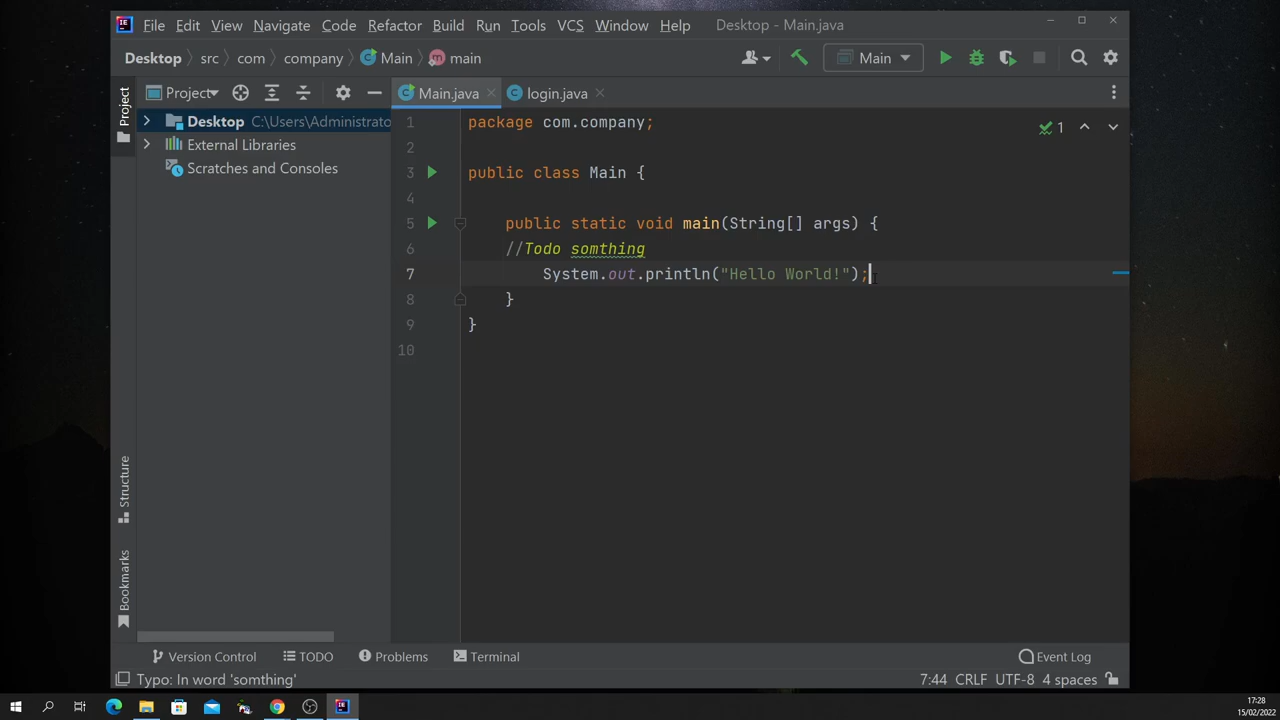 File Edit View Navigate Code Refactor Build Run Tools VCS Window Help Desktop - Main.java
Desktop src com company Main main Main
Project Main.java login.java
Project
Desktop C:\Users\Administrato
External Libraries
Scratches and Consoles
1 package com.company;
1
2
3 public class Main {
4
5 public static void main(String[] args) {
6 //Todo somthing
7 System.out.println("Hello World!");
8 }
9 }
10
Structure
Bookmarks
Version Control TODO Problems Terminal Event Log
Typo: In word 'somthing' 7:44 CRLF UTF-8 4 spaces
17:28
15/02/2022